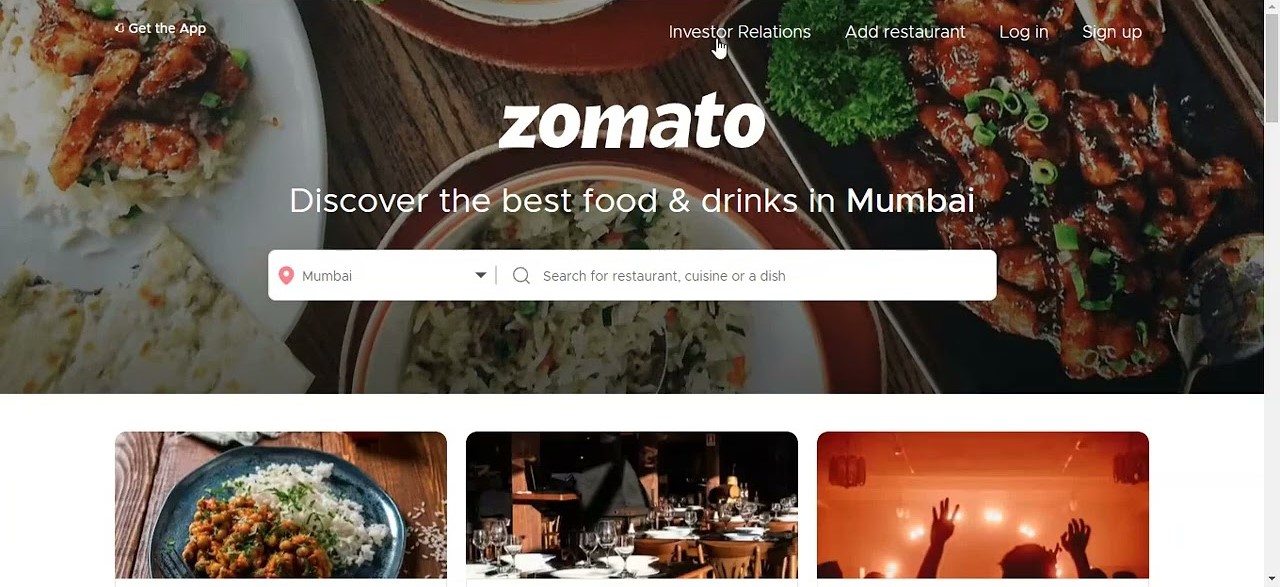 Get the App
Investor Relations
Add restaurant
Log in
Sign up
zomato
Discover the best food & drinks in Mumbai
Mumbai
Search for restaurant, cuisine or a dish